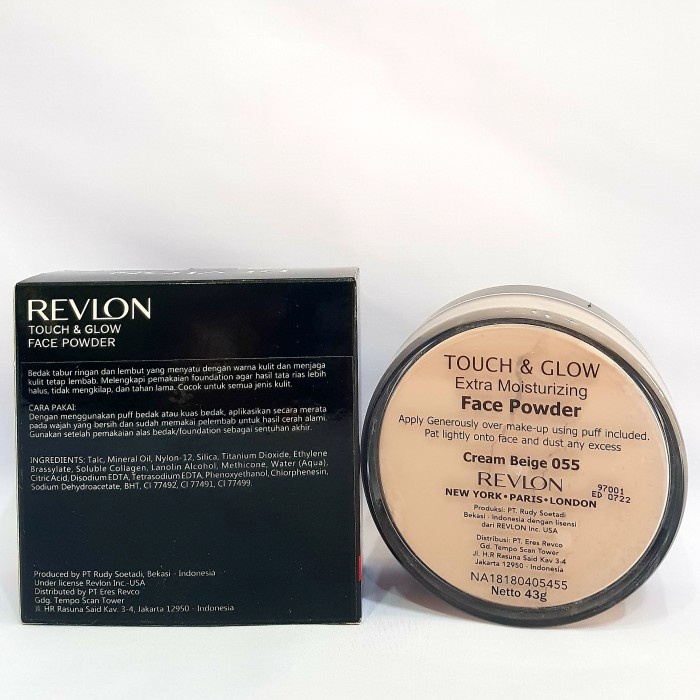 REVLON
TOUCH & GLOW
FACE POWDER
Bedak tabur ringan dan lembut yang menyatu dengan warna kulit dan menjaga
kulit tetap lembab. Melengkapi pemakaian foundation agar hasil tata rias lebih
halus, tidak mengkilap, dan tahan lama. Cocok untuk semua jenis kulit.
CARA PAKAI:
Dengan menggunakan puff bedak atau kuas bedak, aplikasikan secara merata
pada wajah yang bersih dan sudah memakai pelembab untuk hasil cerah alami.
Gunakan setelah pemakaian alas bedak/foundation sebagai sentuhan akhir.
INGREDIENTS: Talc, Mineral Oil, Nylon-12, Silica, Titanium Dioxide, Ethylene
Brassylate, Soluble Collagen, Lanolin Alcohol, Methicone, Water (Aqua),
Citric Acid, Disodium EDTA, Tetrasodium EDTA, Phenoxyethanol, Chlorphenesin,
Sodium Dehydroacetate, BHT, CI 77492, CI 77491, CI 77499.
Produced by PT Rudy Soetadi, Bekasi - Indonesia
Under license Revlon Inc.-USA
Distributed by PT Eres Revco
Gdg. Tempo Scan Tower
Jl. HR Rasuna Said Kav. 3-4, Jakarta 12950 - Indonesia
TOUCH & GLOW
Extra Moisturizing
Face Powder
Apply Generously over make-up using puff included.
Pat lightly onto face and dust any excess
Cream Beige 055
REVLON
NEW YORK•PARIS•LONDON
97001
ED 0722
Produksi: PT. Rudy Soetadi
Bekasi - Indonesia dengan lisensi
dari REVLON Inc. USA
Distribusi: PT. Eres Revco
Gd. Tempo Scan Tower
Jl. H.R Rasuna Said Kav 3-4
Jakarta 12950 - Indonesia
NA18180405455
Netto 43g